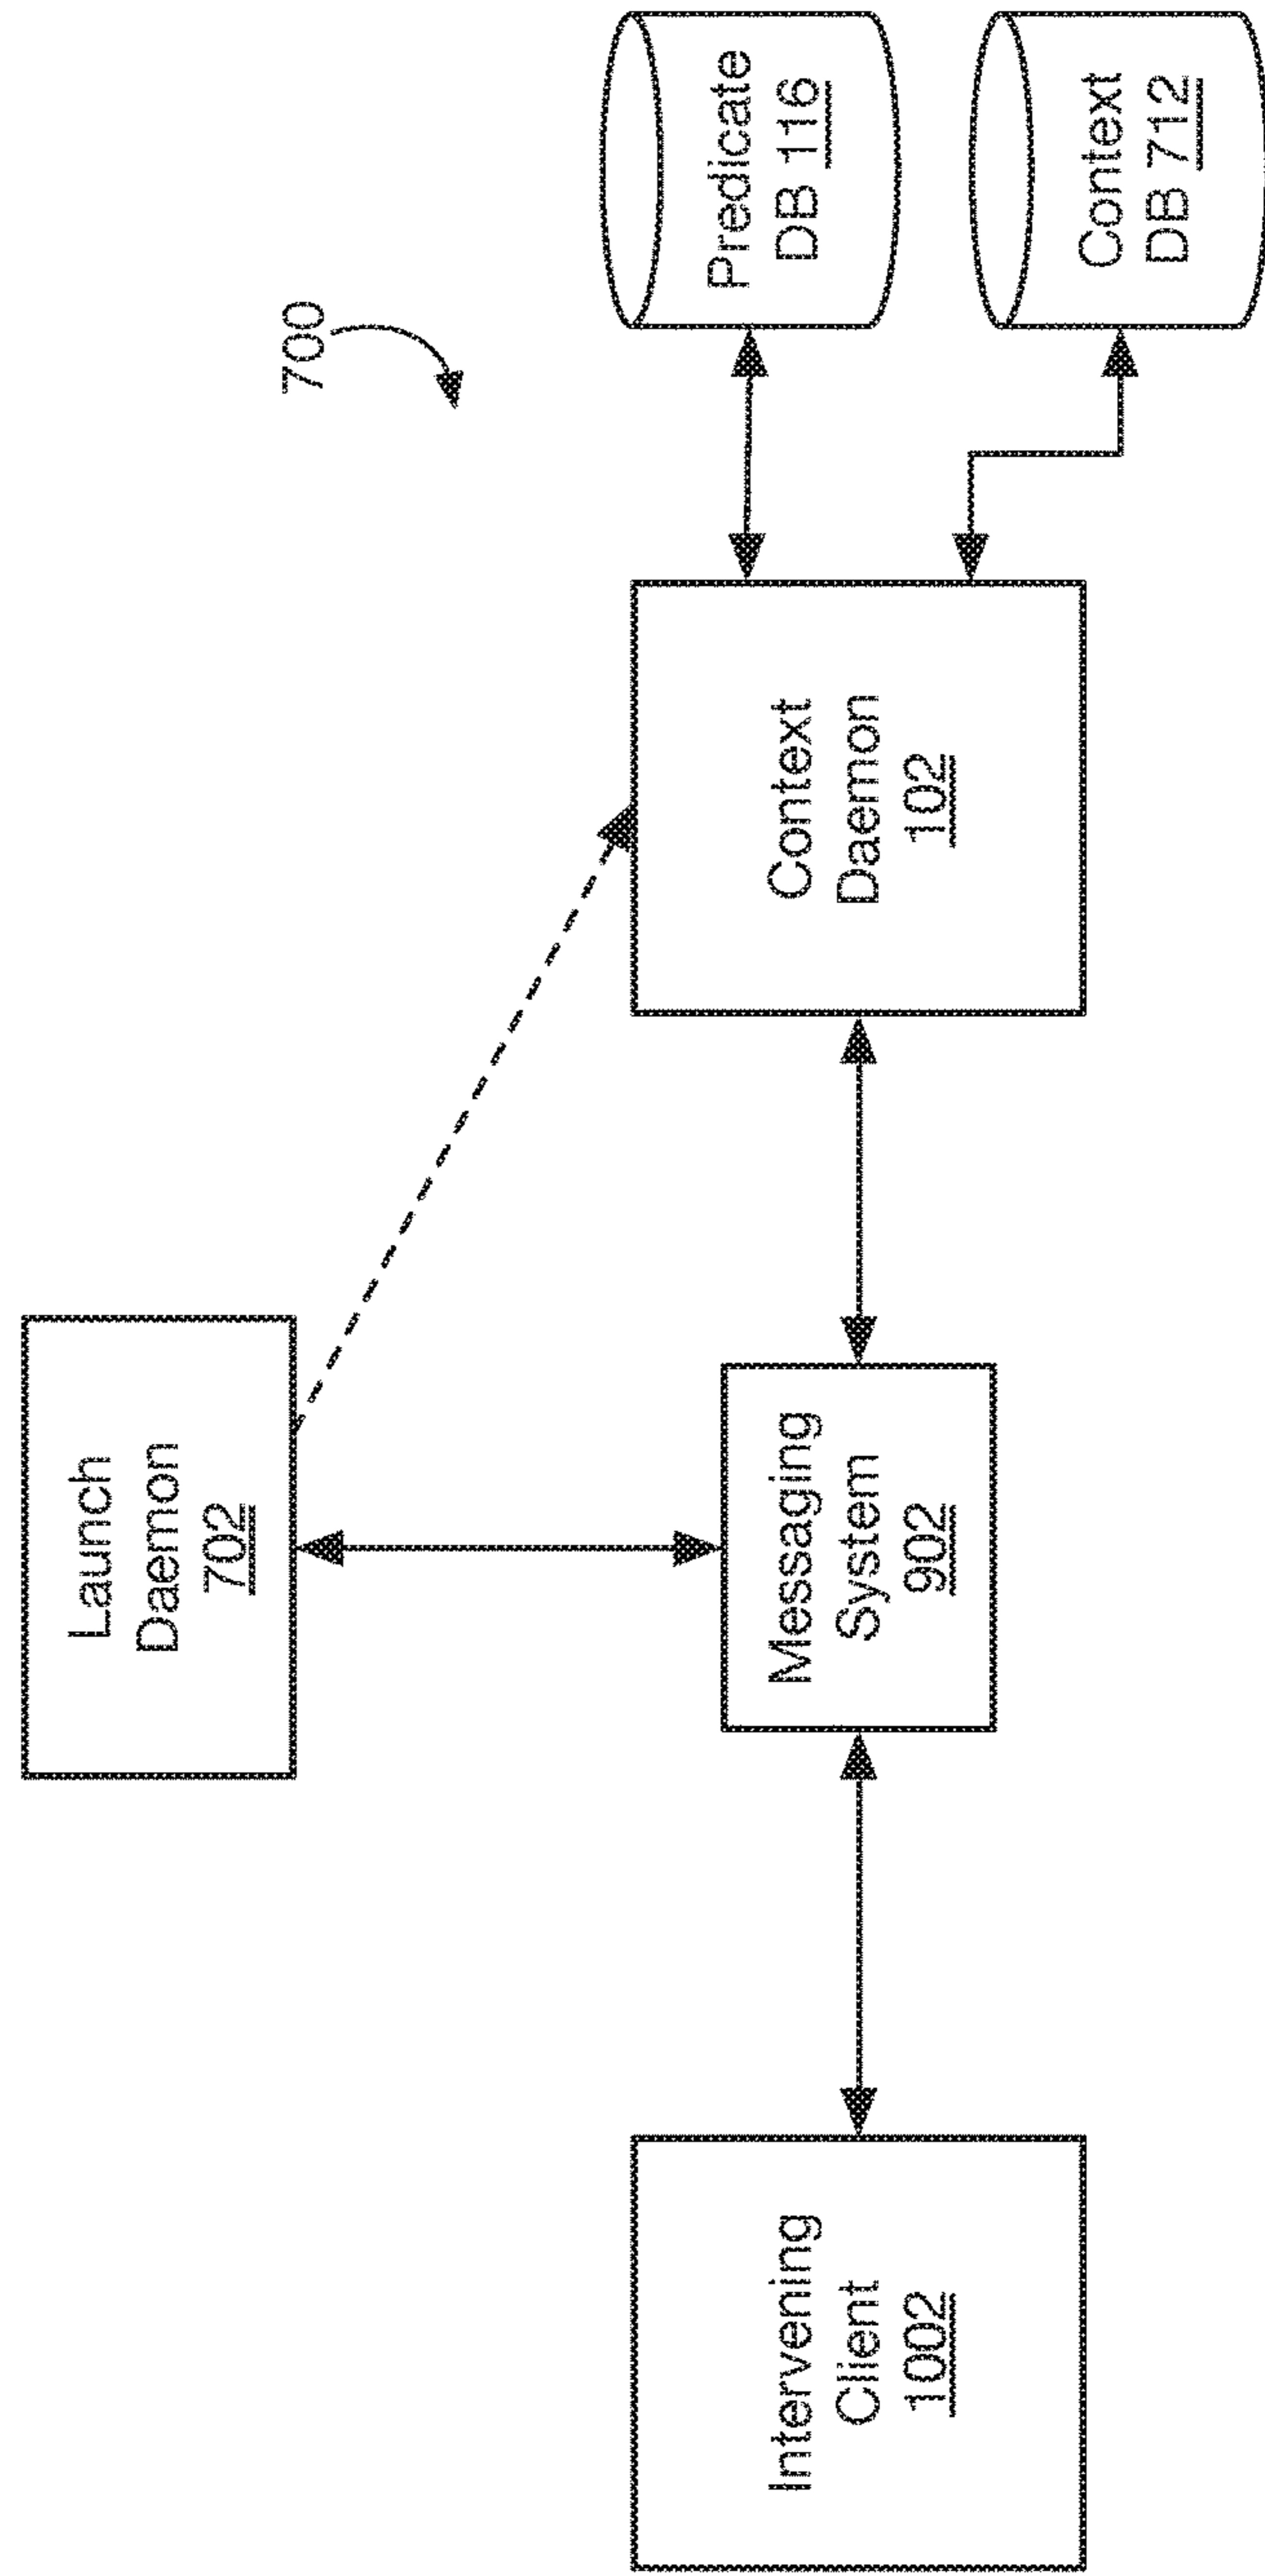 700
Launch
Daemon
702
Intervening
Client
1002
Messaging
System
902
Context
Daemon
102
Predicate
DB 116
Context
DB 712